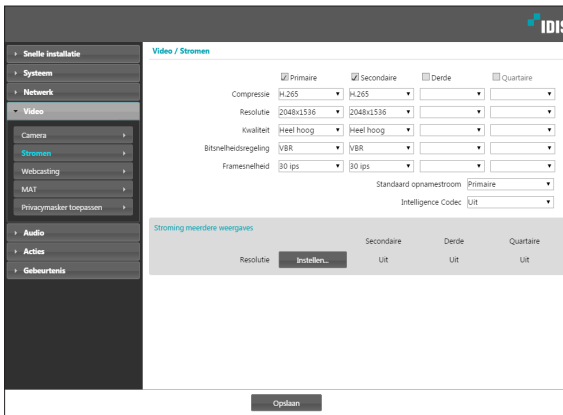 IDIS
Snelle installatie
Systeem
Netwerk
Video
Camera
Stromen
Webcasting
MAT
Privacymasker toepassen
Audio
Acties
Gebeurtenis
Video / Stromen
Primaire Secondaire Derde Quartaire
Compressie H.265 H.265
Resolutie 2048x1536 2048x1536
Kwaliteit Heel hoog Heel hoog
Bitsnelheidsregeling VBR VBR
Framesnelheid 30 ips 30 ips
Standaard opnamestroom Primaire
Intelligence Codec Uit
Stroming meerdere weergaves
Secondaire Derde Quartaire
Resolutie Instellen... Uit Uit Uit
Opslaan